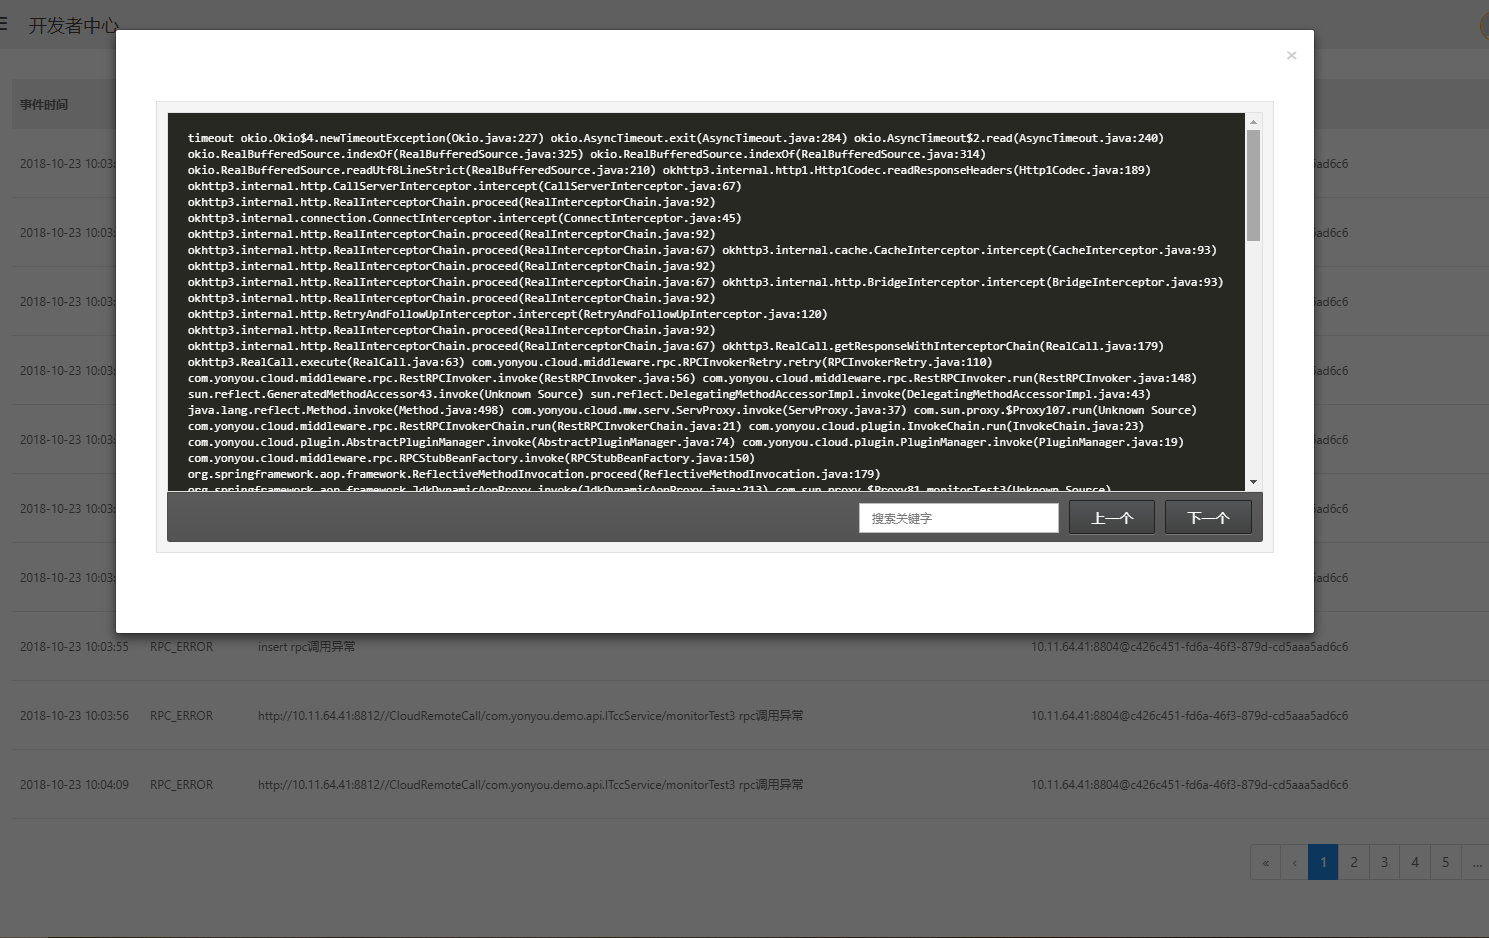 开发者中心
×
事件时间
timeout okio.Okio$4.newTimeoutException(Okio.java:227) okio.AsyncTimeout.exit(AsyncTimeout.java:284) okio.AsyncTimeout$2.read(AsyncTimeout.java:240)
okio.RealBufferedSource.indexOf(RealBufferedSource.java:325) okio.RealBufferedSource.indexOf(RealBufferedSource.java:314)
okio.RealBufferedSource.readUtf8LineStrict(RealBufferedSource.java:210) okhttp3.internal.http1.Http1Codec.readResponseHeaders(Http1Codec.java:189)
okhttp3.internal.http.CallServerInterceptor.intercept(CallServerInterceptor.java:67)
okhttp3.internal.http.RealInterceptorChain.proceed(RealInterceptorChain.java:92)
okhttp3.internal.connection.ConnectInterceptor.intercept(ConnectInterceptor.java:45)
okhttp3.internal.http.RealInterceptorChain.proceed(RealInterceptorChain.java:92)
okhttp3.internal.http.RealInterceptorChain.proceed(RealInterceptorChain.java:67) okhttp3.internal.cache.CacheInterceptor.intercept(CacheInterceptor.java:93)
okhttp3.internal.http.RealInterceptorChain.proceed(RealInterceptorChain.java:92)
okhttp3.internal.http.RealInterceptorChain.proceed(RealInterceptorChain.java:67) okhttp3.internal.http.BridgeInterceptor.intercept(BridgeInterceptor.java:93)
okhttp3.internal.http.RealInterceptorChain.proceed(RealInterceptorChain.java:92)
okhttp3.internal.http.RetryAndFollowUpInterceptor.intercept(RetryAndFollowUpInterceptor.java:120)
okhttp3.internal.http.RealInterceptorChain.proceed(RealInterceptorChain.java:92)
okhttp3.internal.http.RealInterceptorChain.proceed(RealInterceptorChain.java:67) okhttp3.RealCall.getResponseWithInterceptorChain(RealCall.java:179)
okhttp3.RealCall.execute(RealCall.java:63) com.yonyou.cloud.middleware.rpc.RPCInvokerRetry.retry(RPCInvokerRetry.java:110)
com.yonyou.cloud.middleware.rpc.RestRPCInvoker.invoke(RestRPCInvoker.java:56) com.yonyou.cloud.middleware.rpc.RestRPCInvoker.run(RestRPCInvoker.java:148)
sun.reflect.GeneratedMethodAccessor43.invoke(Unknown Source) sun.reflect.DelegatingMethodAccessorImpl.invoke(DelegatingMethodAccessorImpl.java:43)
java.lang.reflect.Method.invoke(Method.java:498) com.yonyou.cloud.mw.serv.ServProxy.invoke(ServProxy.java:37) com.sun.proxy.$Proxy107.run(Unknown Source)
com.yonyou.cloud.middleware.rpc.RestRPCInvokerChain.run(RestRPCInvokerChain.java:21) com.yonyou.cloud.plugin.InvokeChain.run(InvokeChain.java:23)
com.yonyou.cloud.plugin.AbstractPluginManager.invoke(AbstractPluginManager.java:74) com.yonyou.cloud.plugin.PluginManager.invoke(PluginManager.java:19)
com.yonyou.cloud.middleware.rpc.RPCStubBeanFactory.invoke(RPCStubBeanFactory.java:150)
org.springframework.aop.framework.ReflectiveMethodInvocation.proceed(ReflectiveMethodInvocation.java:179)
org.springframework.aop.framework.JdkDynamicAopProxy.invoke(JdkDynamicAopProxy.java:213) com.sun.proxy.$Proxy81.monitorTest3(Unknown Source)
搜索关键字 上一个 下一个
2018-10-23 10:03: ad6c6
2018-10-23 10:03: ad6c6
2018-10-23 10:03: ad6c6
2018-10-23 10:03: ad6c6
2018-10-23 10:03: ad6c6
2018-10-23 10:03: ad6c6
2018-10-23 10:03: ad6c6
2018-10-23 10:03:55 RPC_ERROR insert rpc调用异常 10.11.64.41:8804@c426c451-fd6a-46f3-879d-cd5aaa5ad6c6
2018-10-23 10:03:56 RPC_ERROR http://10.11.64.41:8812//CloudRemoteCall/com.yonyou.demo.api.ITccService/monitorTest3 rpc调用异常 10.11.64.41:8804@c426c451-fd6a-46f3-879d-cd5aaa5ad6c6
2018-10-23 10:04:09 RPC_ERROR http://10.11.64.41:8812//CloudRemoteCall/com.yonyou.demo.api.ITccService/monitorTest3 rpc调用异常 10.11.64.41:8804@c426c451-fd6a-46f3-879d-cd5aaa5ad6c6
« ‹ 1 2 3 4 5 ...